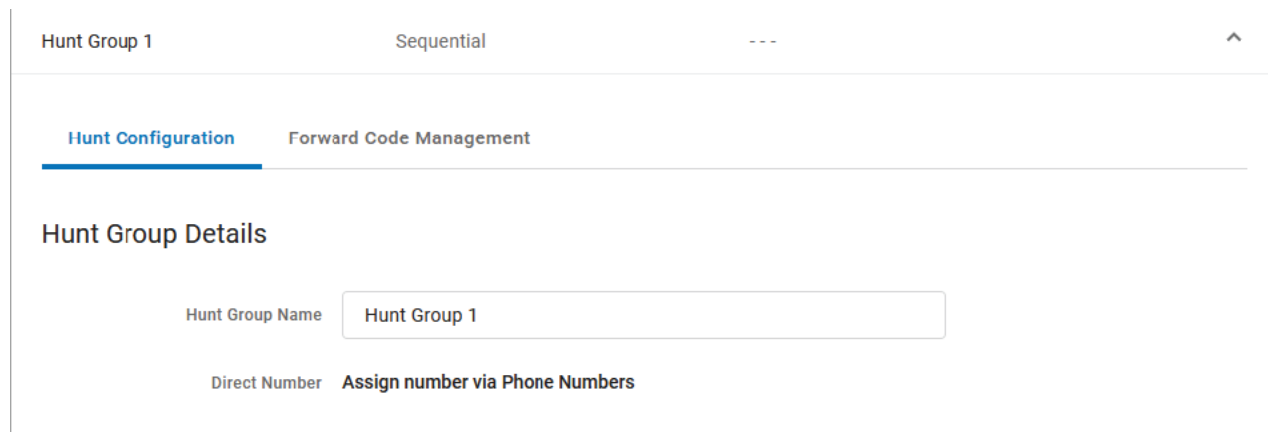 Hunt Group 1 Sequential ---
Hunt Configuration Forward Code Management
Hunt Group Details
Hunt Group Name Hunt Group 1
Direct Number Assign number via Phone Numbers